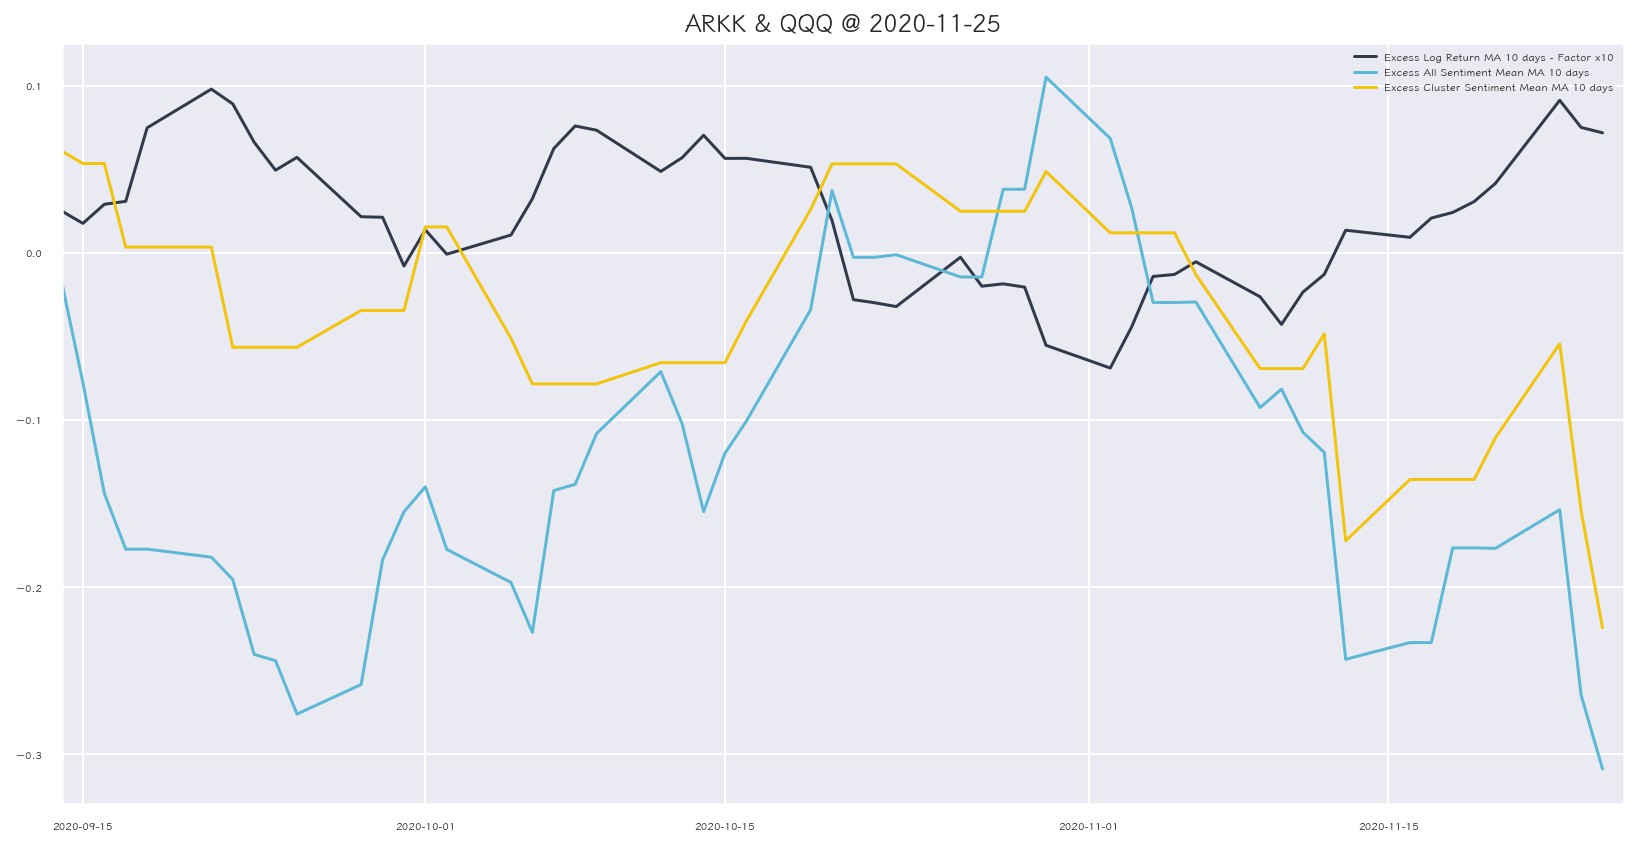 ARKK & QQQ @ 2020-11-25
Excess Log Return MA 10 days - Factor x10
Excess All Sentiment Mean MA 10 days
Excess Cluster Sentiment Mean MA 10 days
0.1
0.0
−0.1
−0.2
−0.3
2020-09-15 2020-10-01 2020-10-15 2020-11-01 2020-11-15